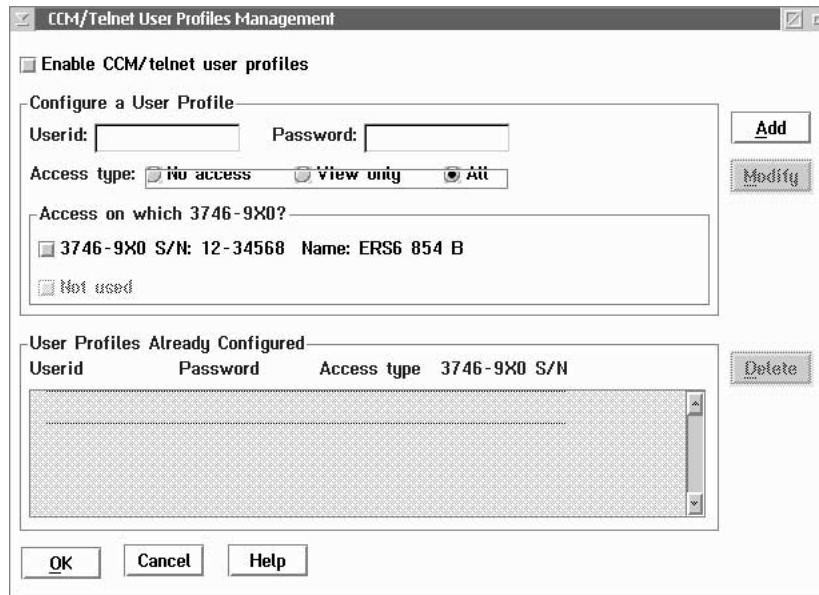 CCM/Telnet User Profiles Management
Enable CCM/telnet user profiles
Configure a User Profile
Userid: Password:
Add
Access type: No access View only All
Modify
Access on which 3746-9X0?
3746-9X0 S/N: 12-34568 Name: ERS6 854 B
Not used
User Profiles Already Configured
Userid Password Access type 3746-9X0 S/N
Delete
OK Cancel Help